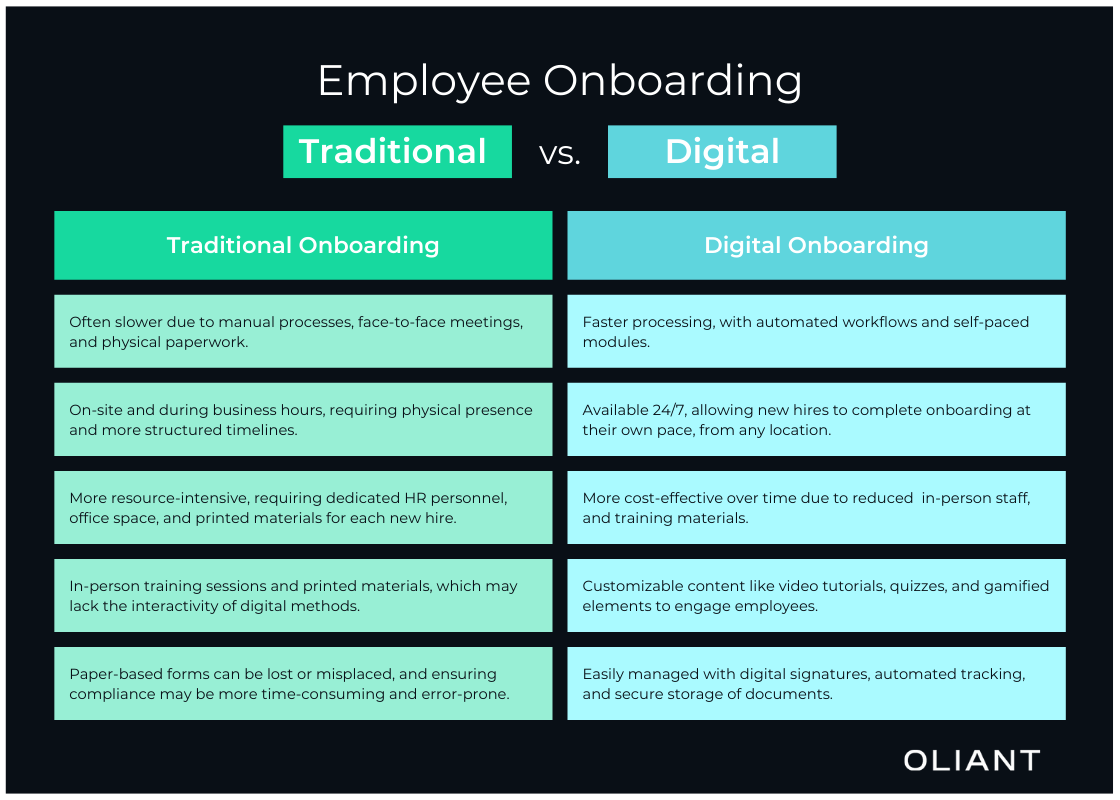 Employee Onboarding
Traditional vs. Digital
Traditional Onboarding
Digital Onboarding
Often slower due to manual processes, face-to-face meetings,
and physical paperwork.
Faster processing, with automated workflows and self-paced
modules.
On-site and during business hours, requiring physical presence
and more structured timelines.
Available 24/7, allowing new hires to complete onboarding at
their own pace, from any location.
More resource-intensive, requiring dedicated HR personnel,
office space, and printed materials for each new hire.
More cost-effective over time due to reduced  in-person staff,
and training materials.
In-person training sessions and printed materials, which may
lack the interactivity of digital methods.
Customizable content like video tutorials, quizzes, and gamified
elements to engage employees.
Paper-based forms can be lost or misplaced, and ensuring
compliance may be more time-consuming and error-prone.
Easily managed with digital signatures, automated tracking,
and secure storage of documents.
OLIANT